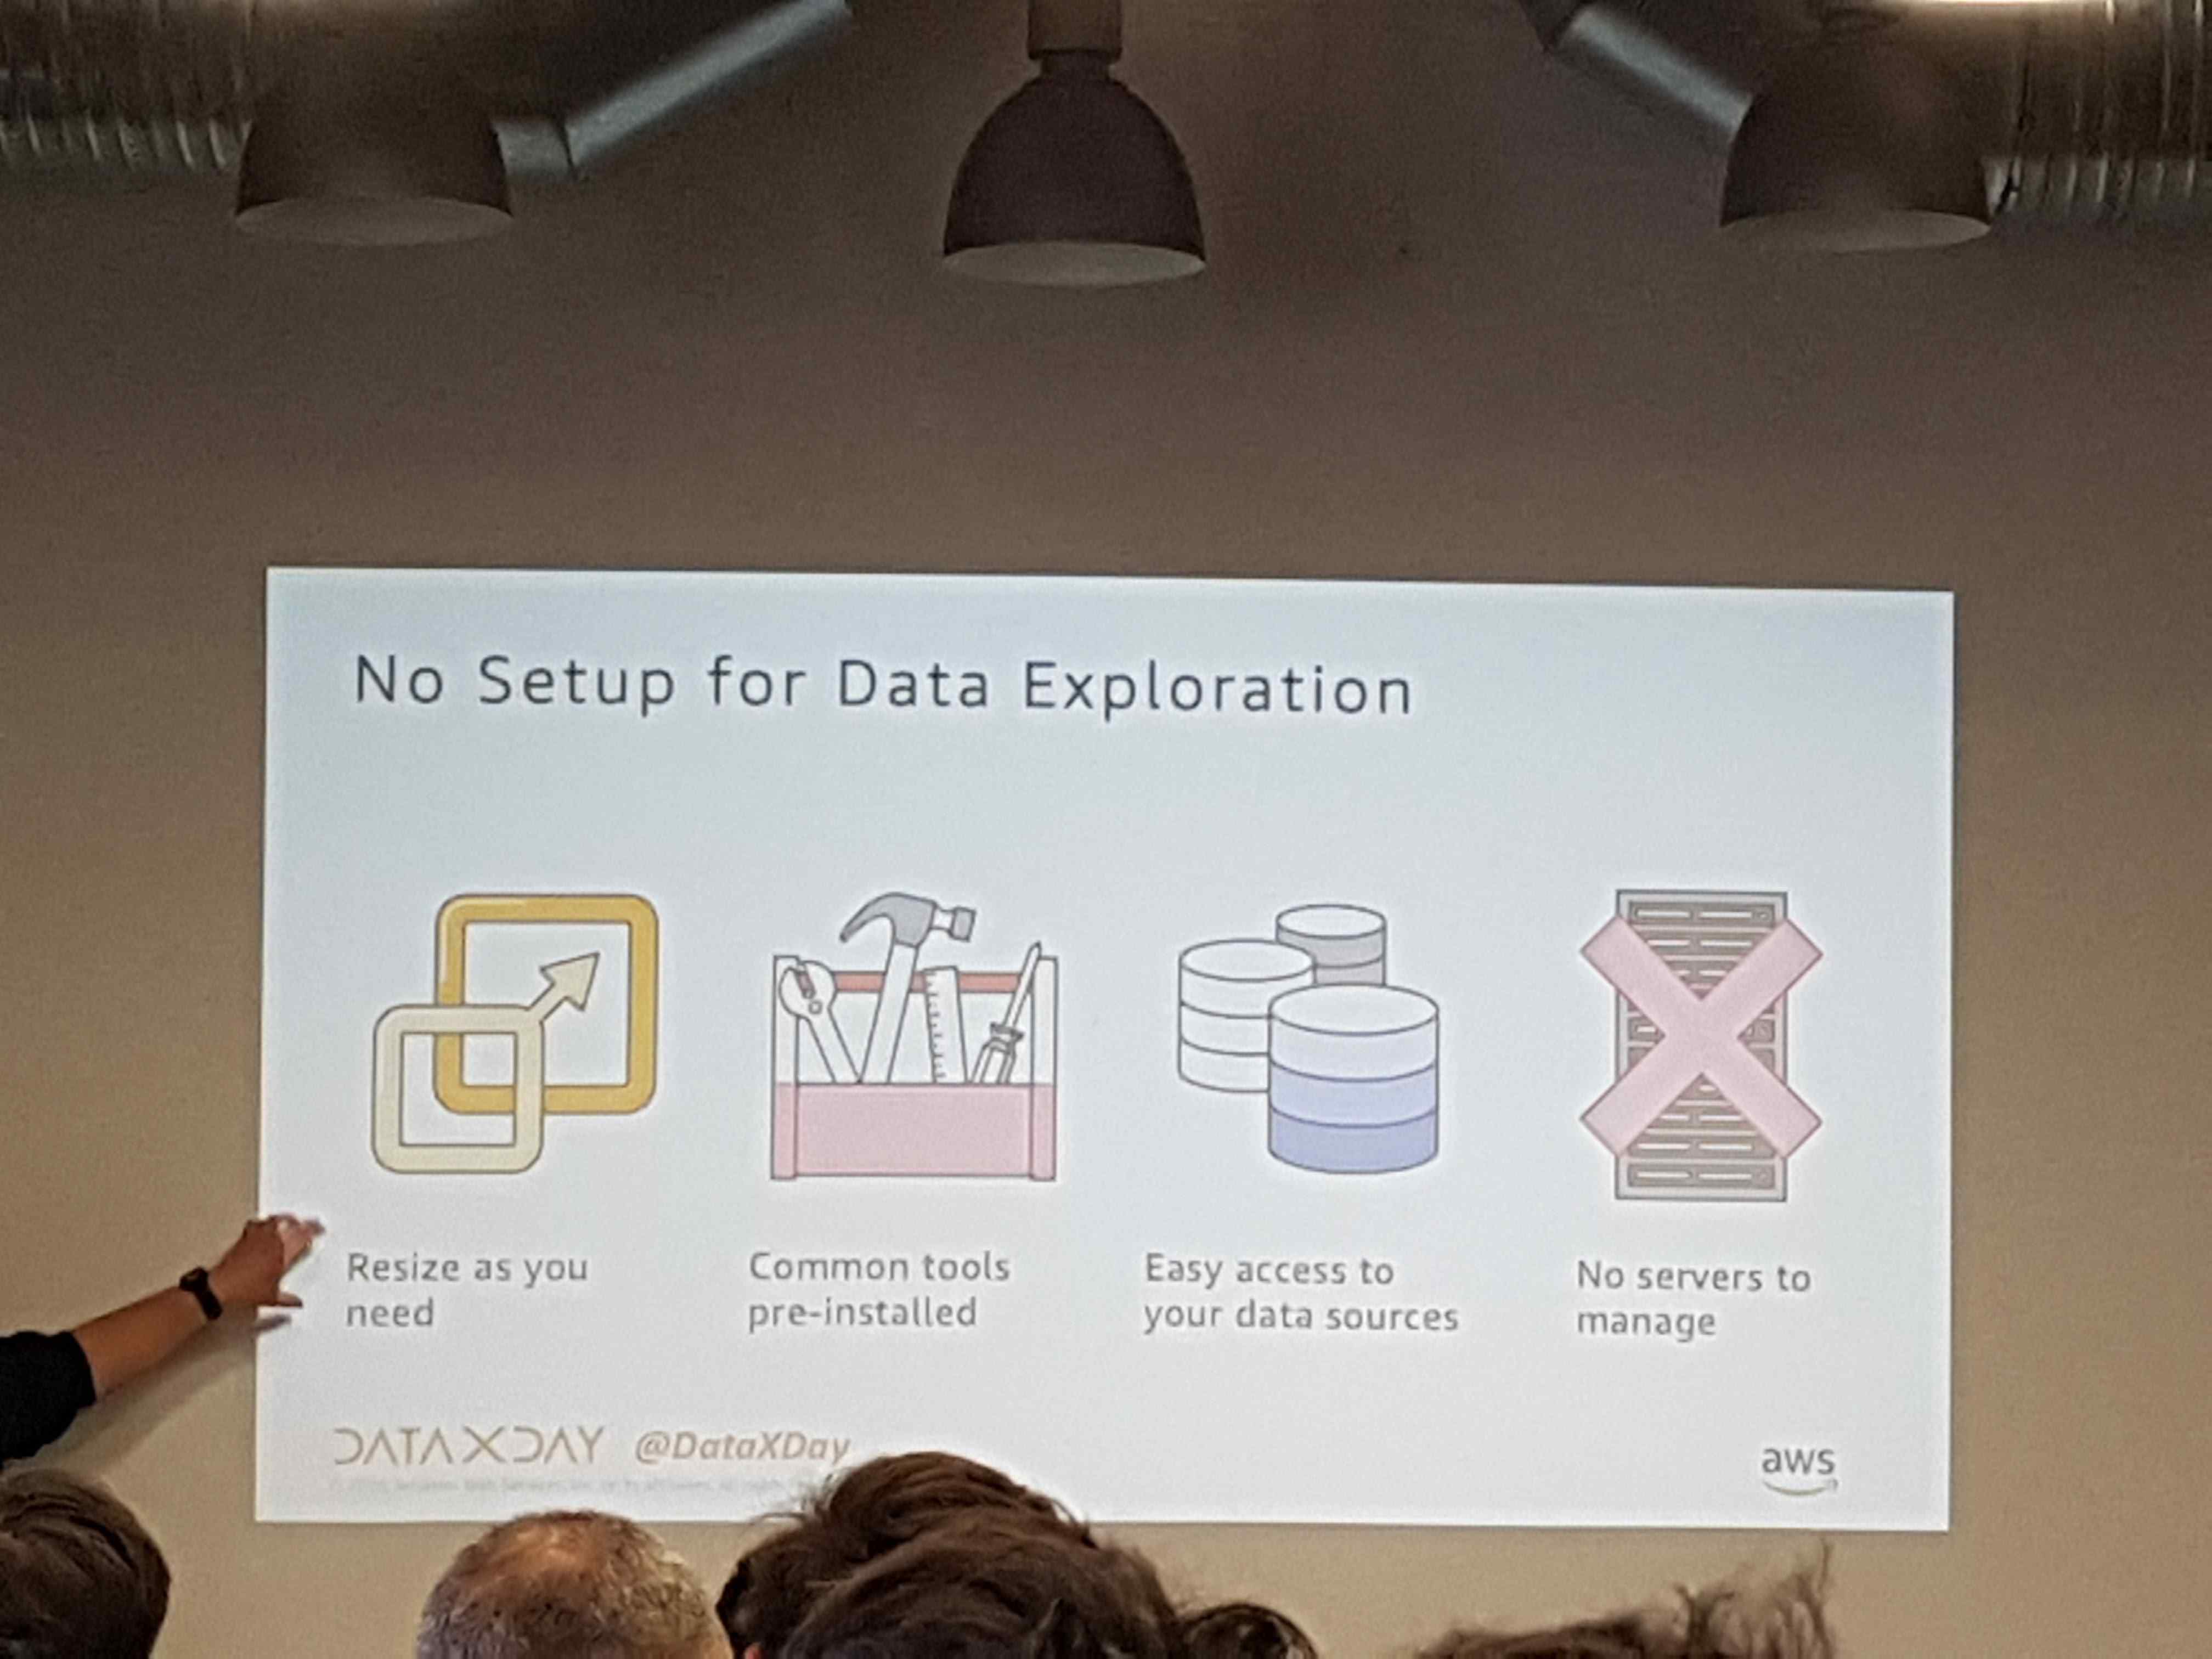 No Setup for Data Exploration
Resize as you
need
Common tools
pre-installed
Easy access to
your data sources
No servers to
manage
DATAXDAY @DataXDay
aws